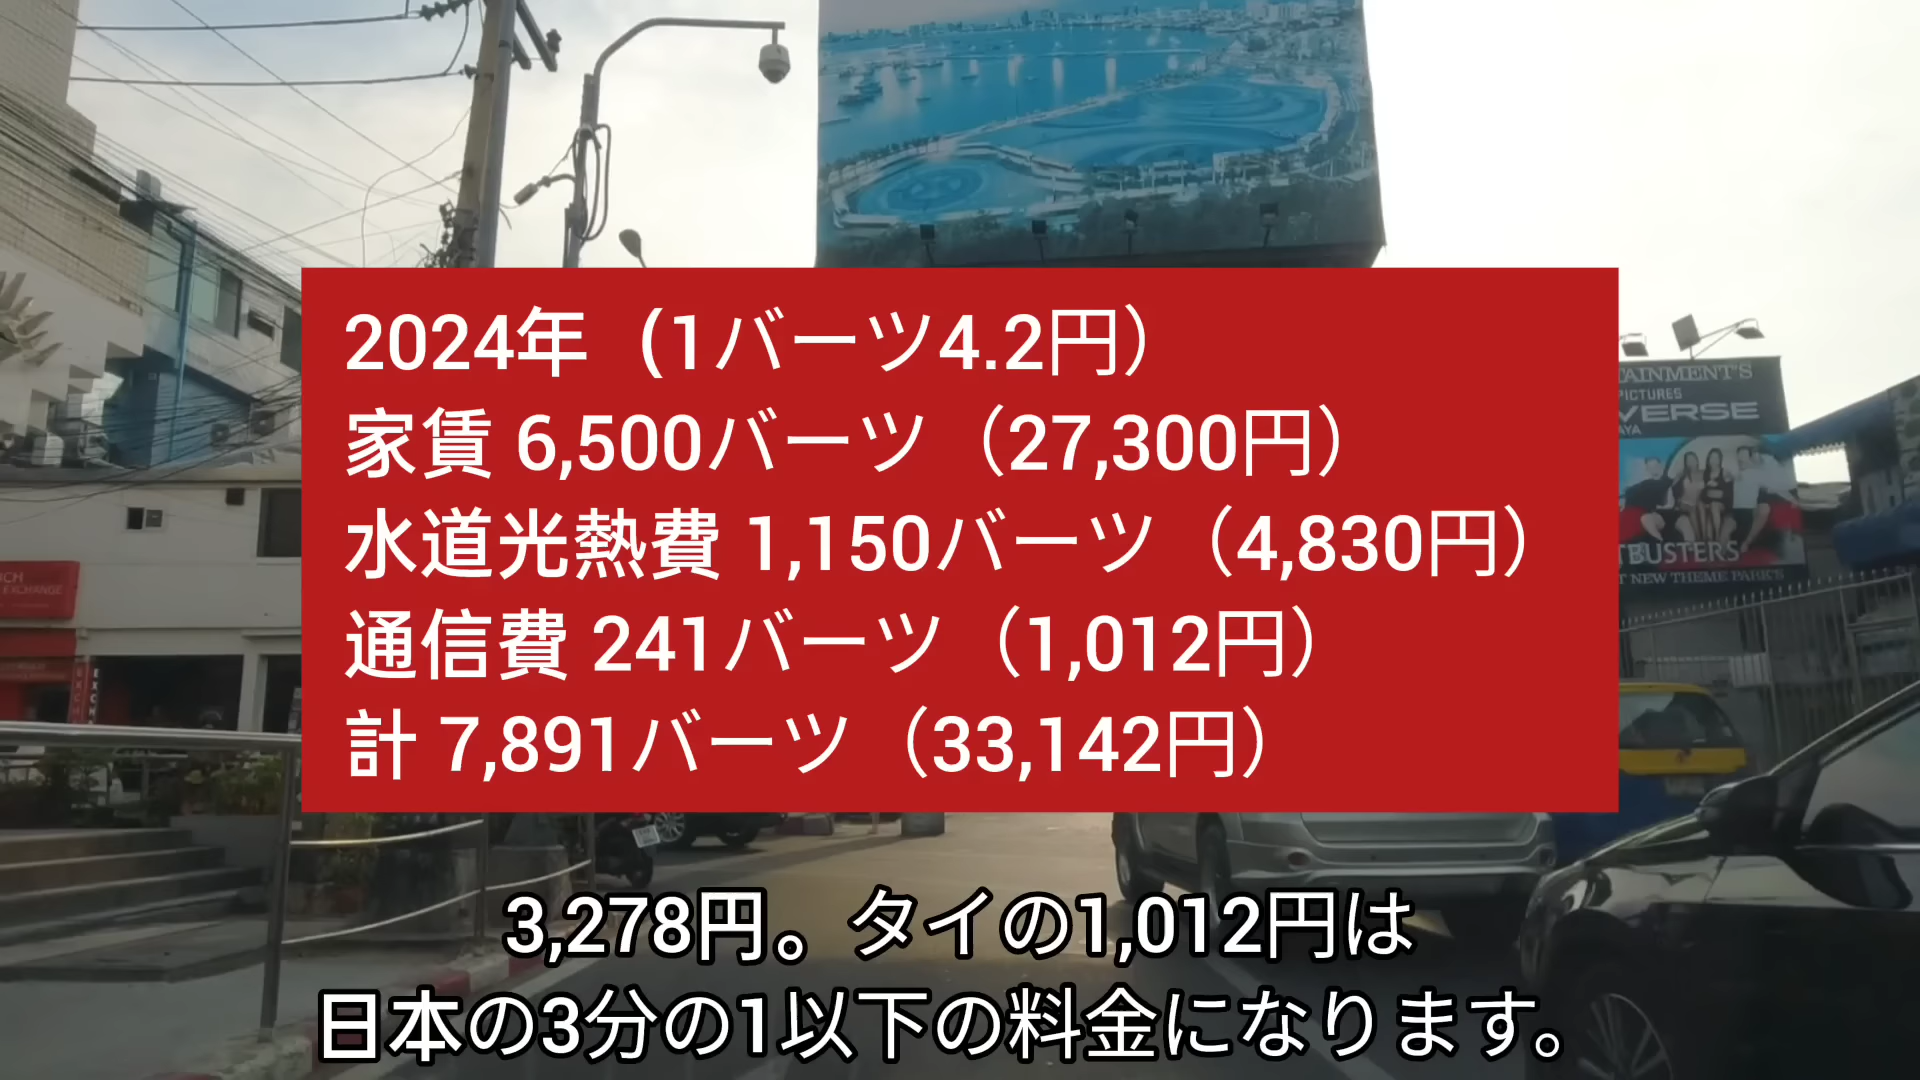 TAINMENT'S
PICTURES
VERSE
AYA
2024年（1バーツ4.2円）
家賃 6,500バーツ（27,300円）
水道光熱費 1,150バーツ（4,830円）
通信費 241バーツ（1,012円）
計 7,891バーツ（33,142円）
TBUSTERS
T NEW THEME PARK'S
EXCHANGE
3,278円。タイの1,012円は
日本の3分の1以下の料金になります。